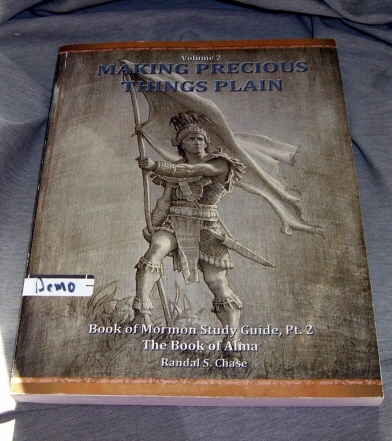 Volume 2
MAKING PRECIOUS
THINGS PLAIN
Demo
Book of Mormon Study Guide, Pt. 2
The Book of Alma
Randal S. Chase